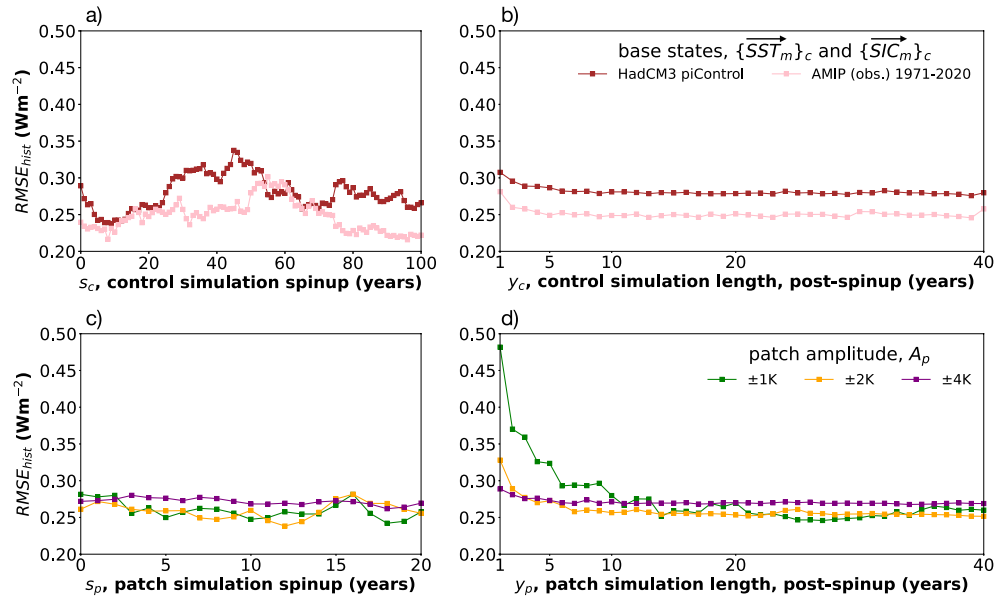 a)
0.50
0.45
0.40
0.35
0.30
0.25
0.20
RMSE_hist (Wm⁻²)
0 20 40 60 80 100
s_c, control simulation spinup (years)
b)
0.50
0.45
0.40
0.35
0.30
0.25
0.20
base states, {SST_m}_c and {SIC_m}_c
HadCM3 piControl AMIP (obs.) 1971-2020
1 5 10 20 40
y_c, control simulation length, post-spinup (years)
c)
0.50
0.45
0.40
0.35
0.30
0.25
0.20
RMSE_hist (Wm⁻²)
0 5 10 15 20
s_p, patch simulation spinup (years)
d)
0.50
0.45
0.40
0.35
0.30
0.25
0.20
patch amplitude, A_p
±1K ±2K ±4K
1 5 10 20 40
y_p, patch simulation length, post-spinup (years)